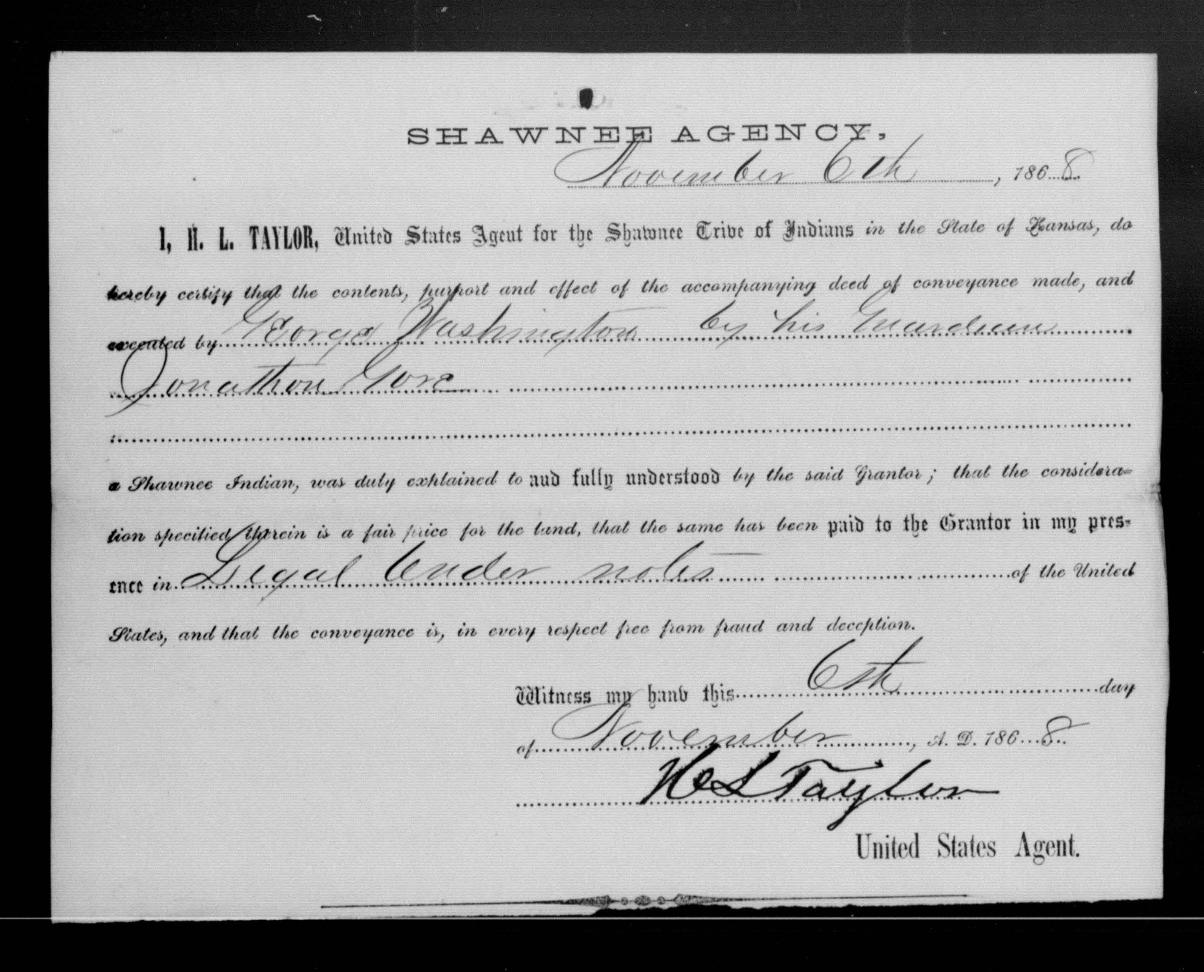 SHAWNEE AGENCY,
November 6th, 1868.
I, H. L. TAYLOR, United States Agent for the Shawnee Trive of Indians in the State of Kansas, do
hereby certify that the contents, purport and effect of the accompanying deed of conveyance made, and
executed by George Washington by his Guardian
Jonathon Gore
a Shawnee Indian, was duly explained to and fully understood by the said Grantor; that the considera=
tion specified therein is a fair price for the land, that the same has been paid to the Grantor in my pres=
ence in Legal tender notes of the United
States, and that the conveyance is, in every respect free from fraud and deception.
Witness my hand this 6th day
of November, A. D. 1868.
H L Taylor
United States Agent.